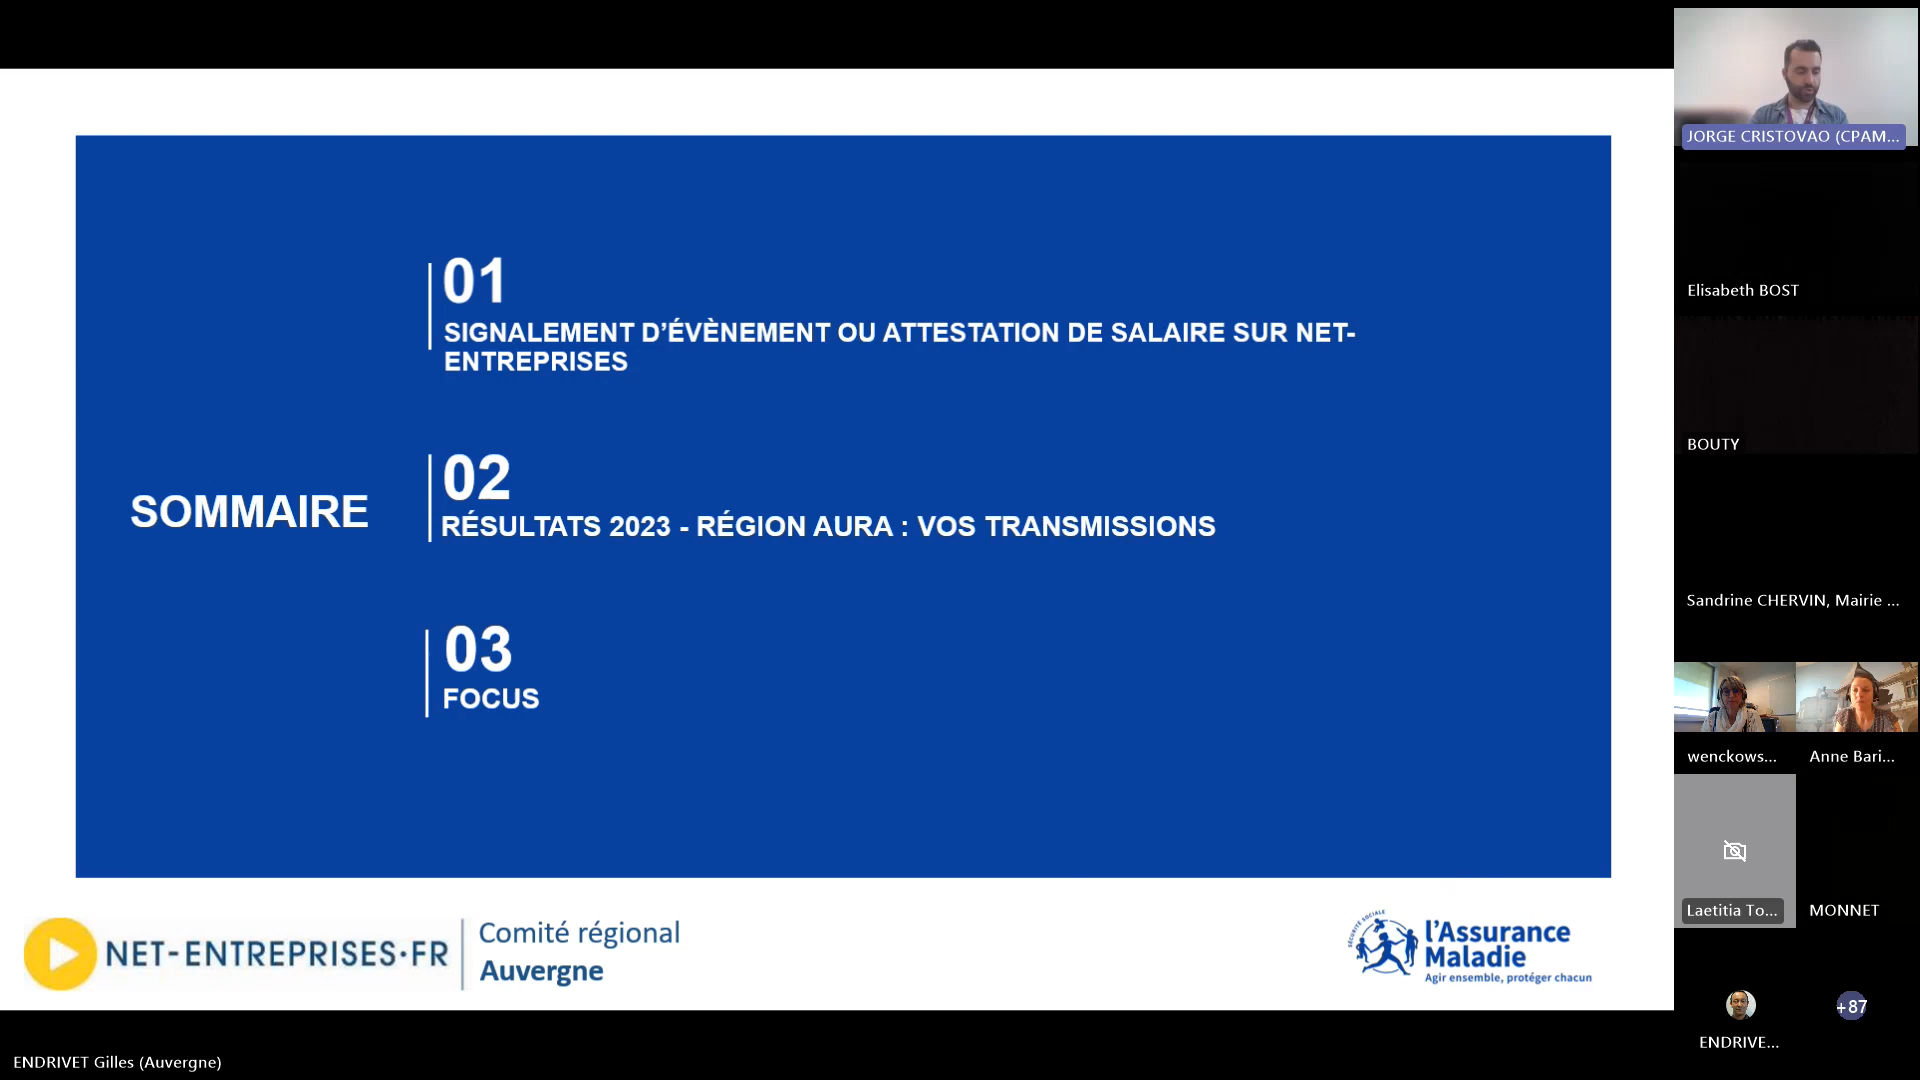 SOMMAIRE
01
SIGNALEMENT D’ÉVÈNEMENT OU ATTESTATION DE SALAIRE SUR NET-
ENTREPRISES
02
RÉSULTATS 2023 - RÉGION AURA : VOS TRANSMISSIONS
03
FOCUS
NET-ENTREPRISES·FR
Comité régional
Auvergne
SÉCURITÉ SOCIALE
l’Assurance
Maladie
Agir ensemble, protéger chacun
ENDRIVET Gilles (Auvergne)
JORGE CRISTOVAO (CPAM...
Elisabeth BOST
BOUTY
Sandrine CHERVIN, Mairie ...
wenckows...
Anne Bari...
Laetitia To...
MONNET
ENDRIVE...
+87